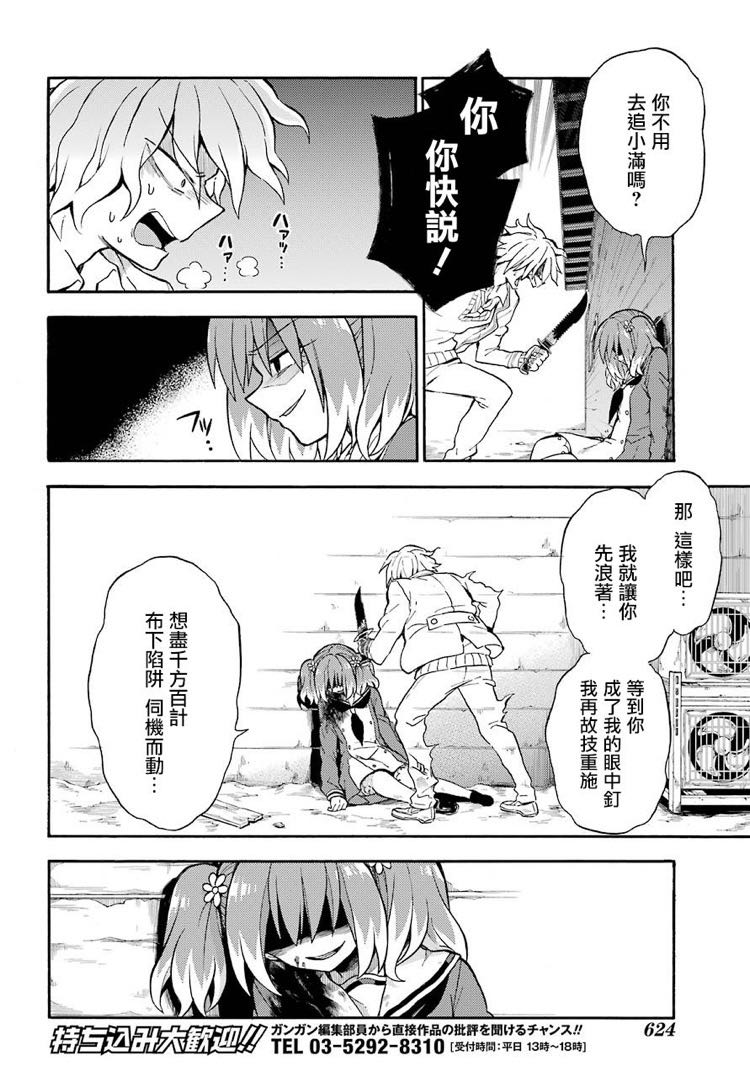 你不用
去追小滿嗎？
你
你快説！
ハァッ…
ハァ…
ソッ…
那 這樣吧…
我就讓你
先浪著…
等到你
成了我的眼中釘
我再故技重施
想盡千方百計
布下陷阱 伺機而動…
624
持ち込み大歓迎!!
ガンガン編集部員から直接作品の批評を聞けるチャンス!!
TEL 03-5292-8310 [受付時間：平日 13時～18時]